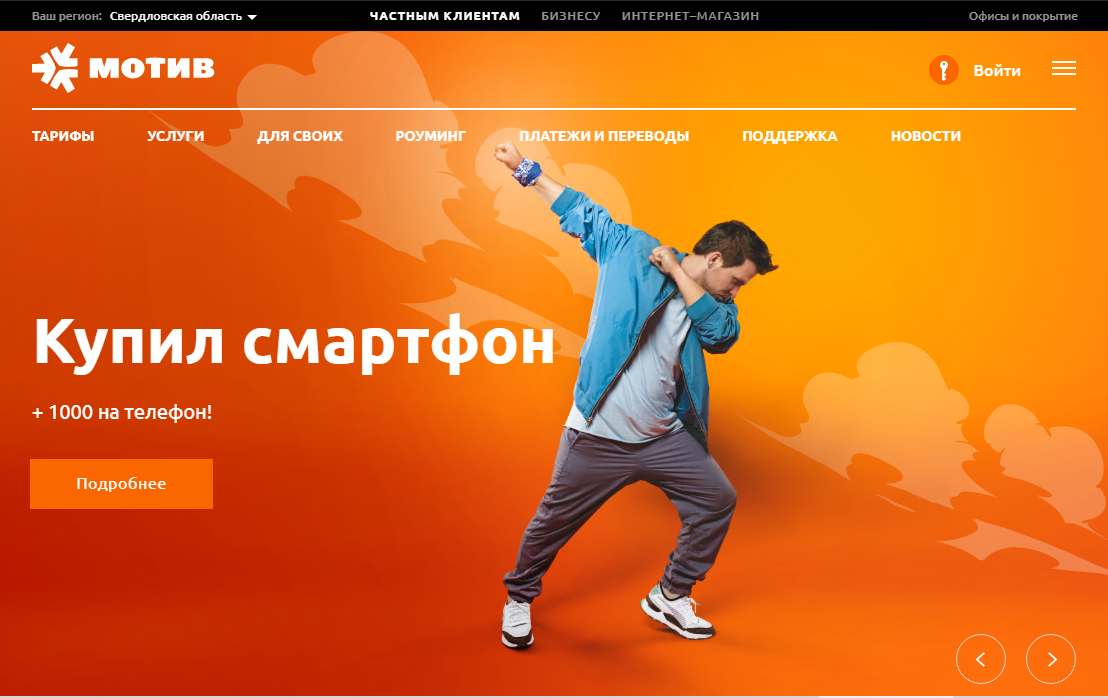 Ваш регион: Свердловская область ЧАСТНЫМ КЛИЕНТАМ БИЗНЕСУ ИНТЕРНЕТ–МАГАЗИН Офисы и покрытие
МОТИВ Войти
ТАРИФЫ УСЛУГИ ДЛЯ СВОИХ РОУМИНГ ПЛАТЕЖИ И ПЕРЕВОДЫ ПОДДЕРЖКА НОВОСТИ
Купил смартфон
+ 1000 на телефон!
Подробнее